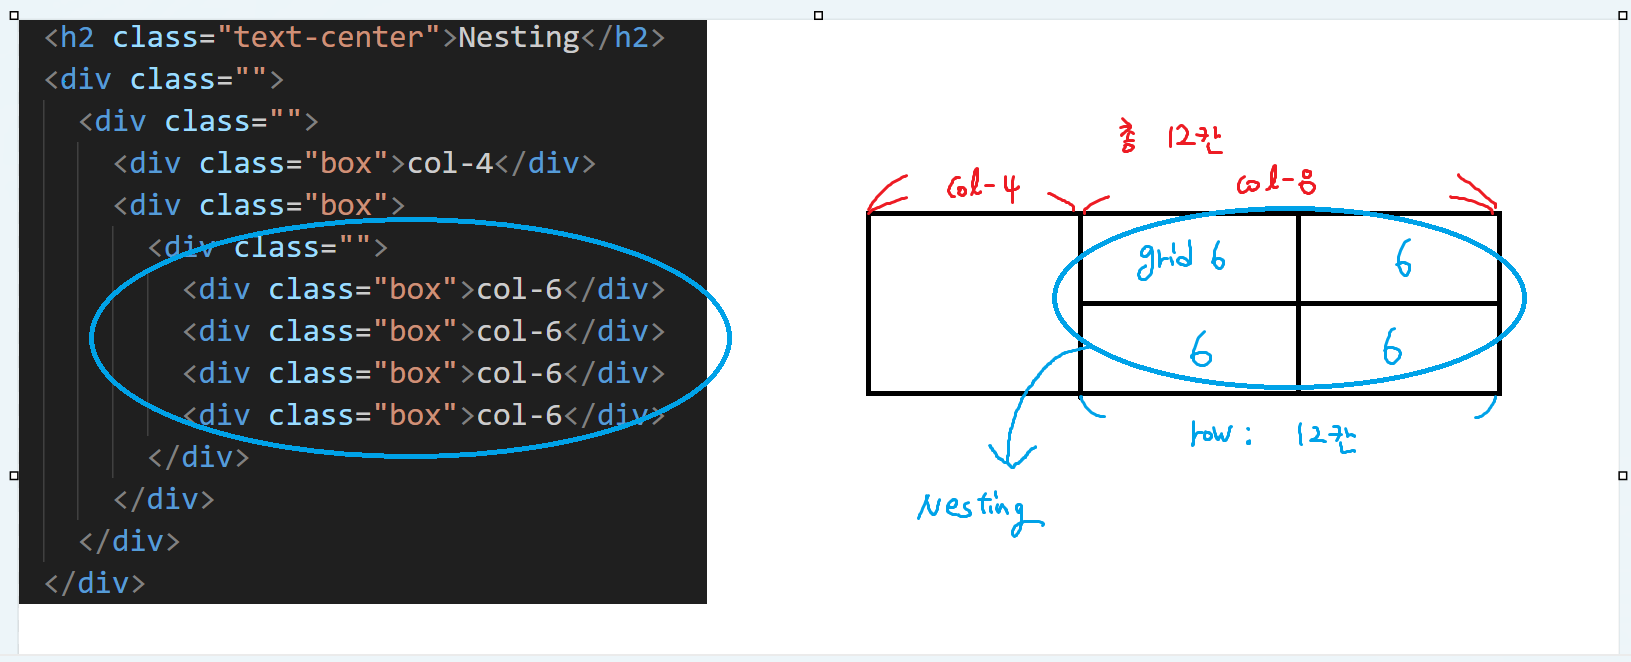 <h2 class="text-center">Nesting</h2>
<div class="">
<div class="">
<div class="box">col-4</div>
<div class="box">
<div class="">
<div class="box">col-6</div>
<div class="box">col-6</div>
<div class="box">col-6</div>
<div class="box">col-6</div>
</div>
</div>
</div>
</div>
총 12칸
col-4 col-8
grid 6 6
6 6
row: 12칸
Nesting